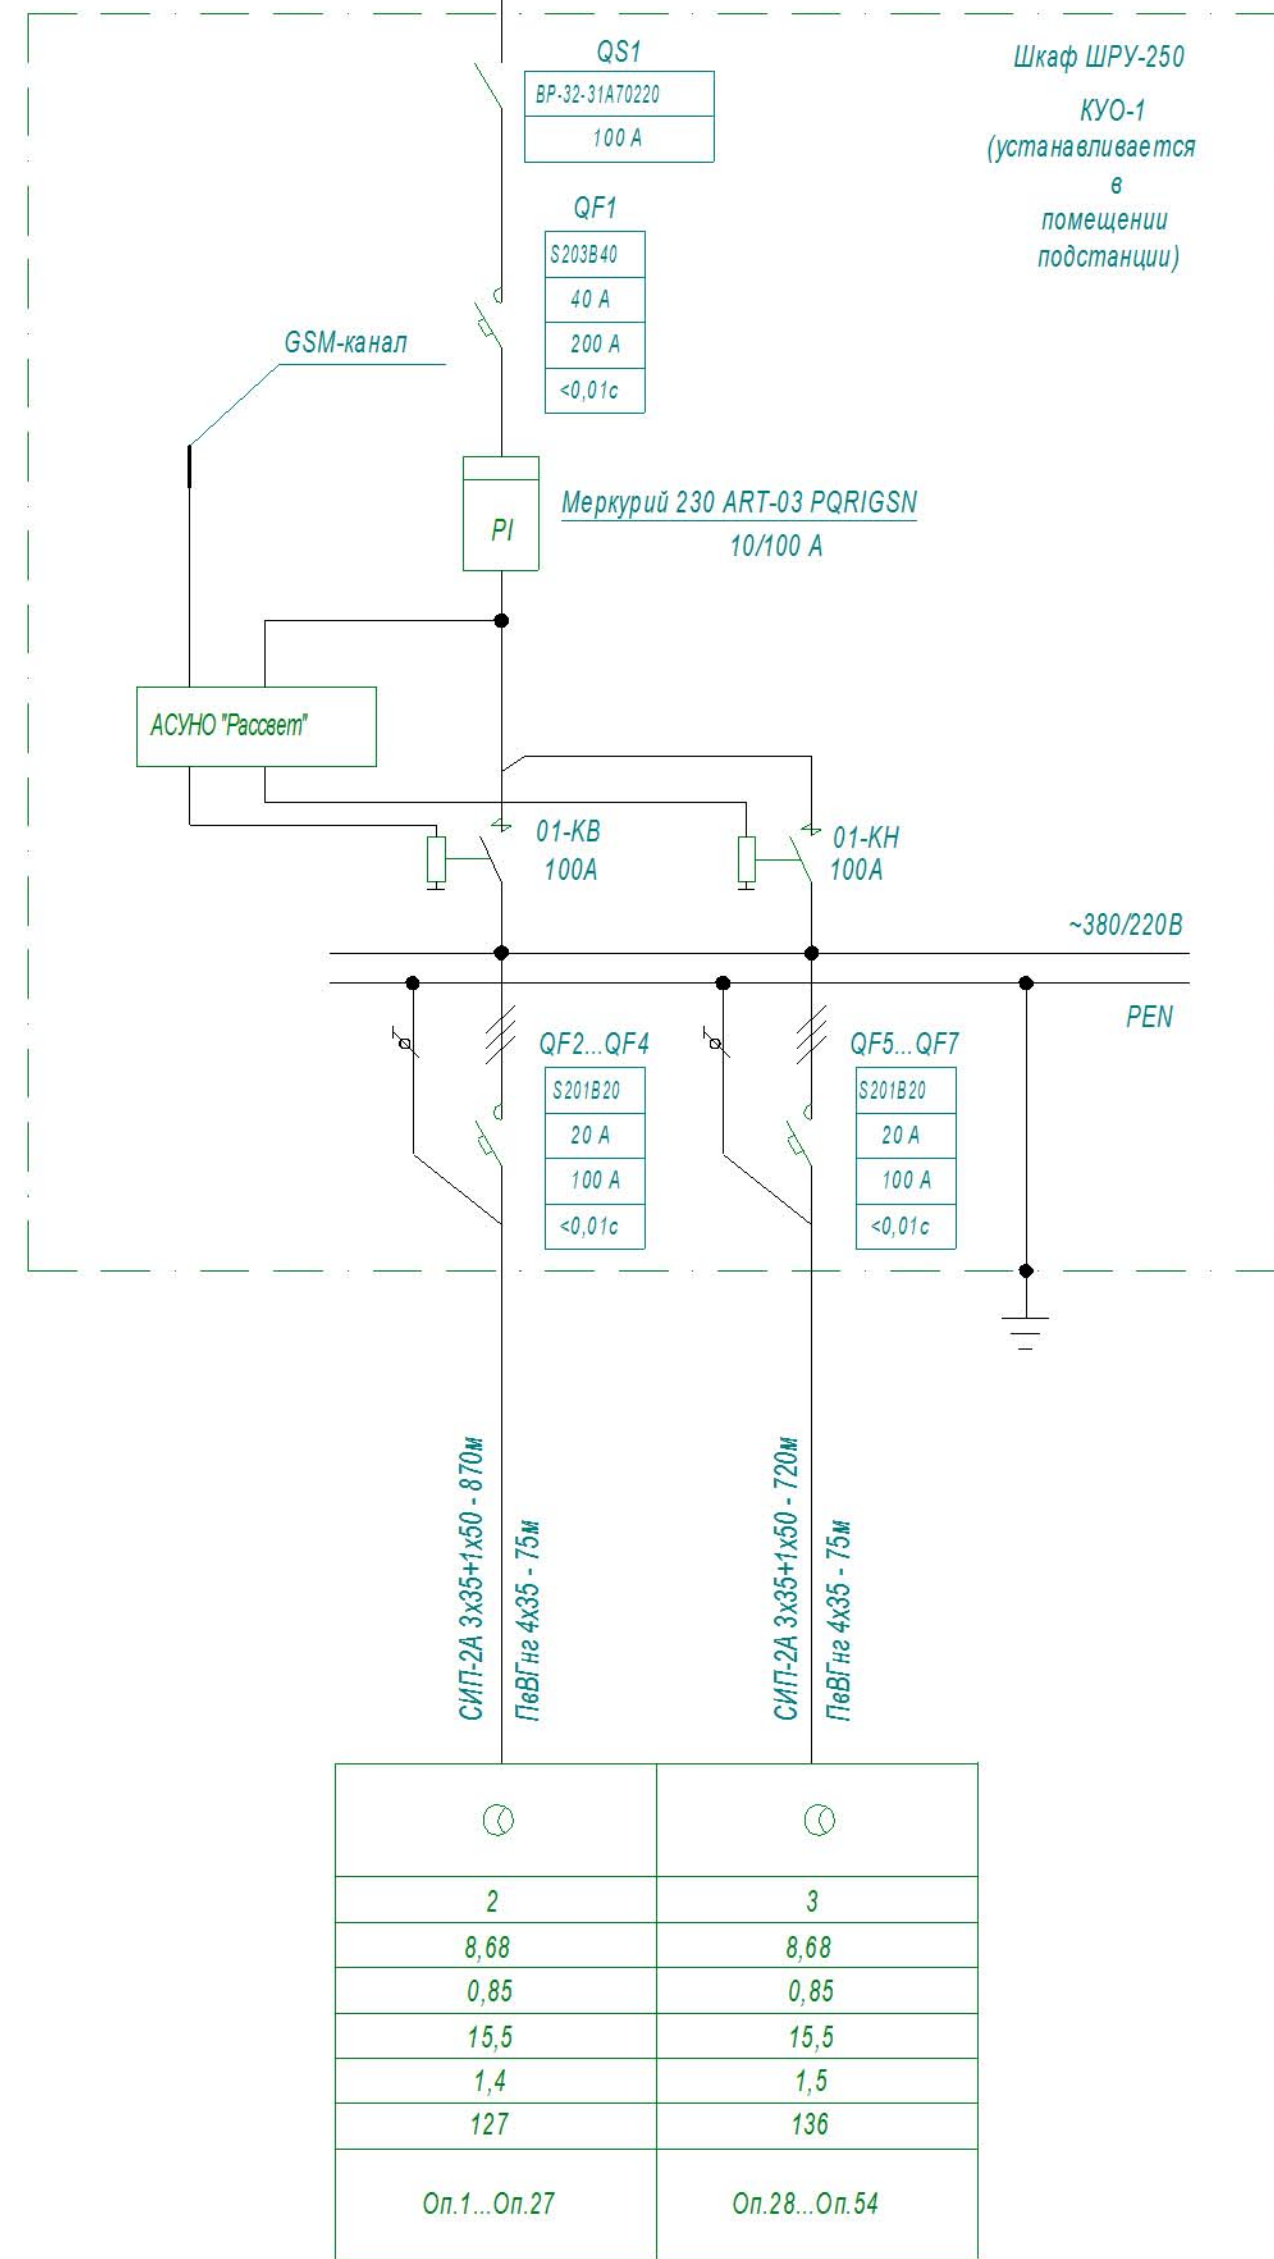 QS1
ВР-32-31А70220
100 А
Шкаф ШРУ-250
КУО-1
(устанавливается
в
помещении
подстанции)
QF1
S203B40
40 А
200 А
<0,01с
GSM-канал
PI
Меркурий 230 ART-03 PQRIGSN
10/100 А
АСУНО "Рассвет"
01-КВ
100А
01-КН
100А
~380/220В
PEN
QF2...QF4
S201B20
20 А
100 А
<0,01с
QF5...QF7
S201B20
20 А
100 А
<0,01с
СИП-2А 3х35+1х50 - 870м
ПвВГнг 4х35 - 75м
СИП-2А 3х35+1х50 - 720м
ПвВГнг 4х35 - 75м
2 3
8,68 8,68
0,85 0,85
15,5 15,5
1,4 1,5
127 136
Оп.1...Оп.27 Оп.28...Оп.54